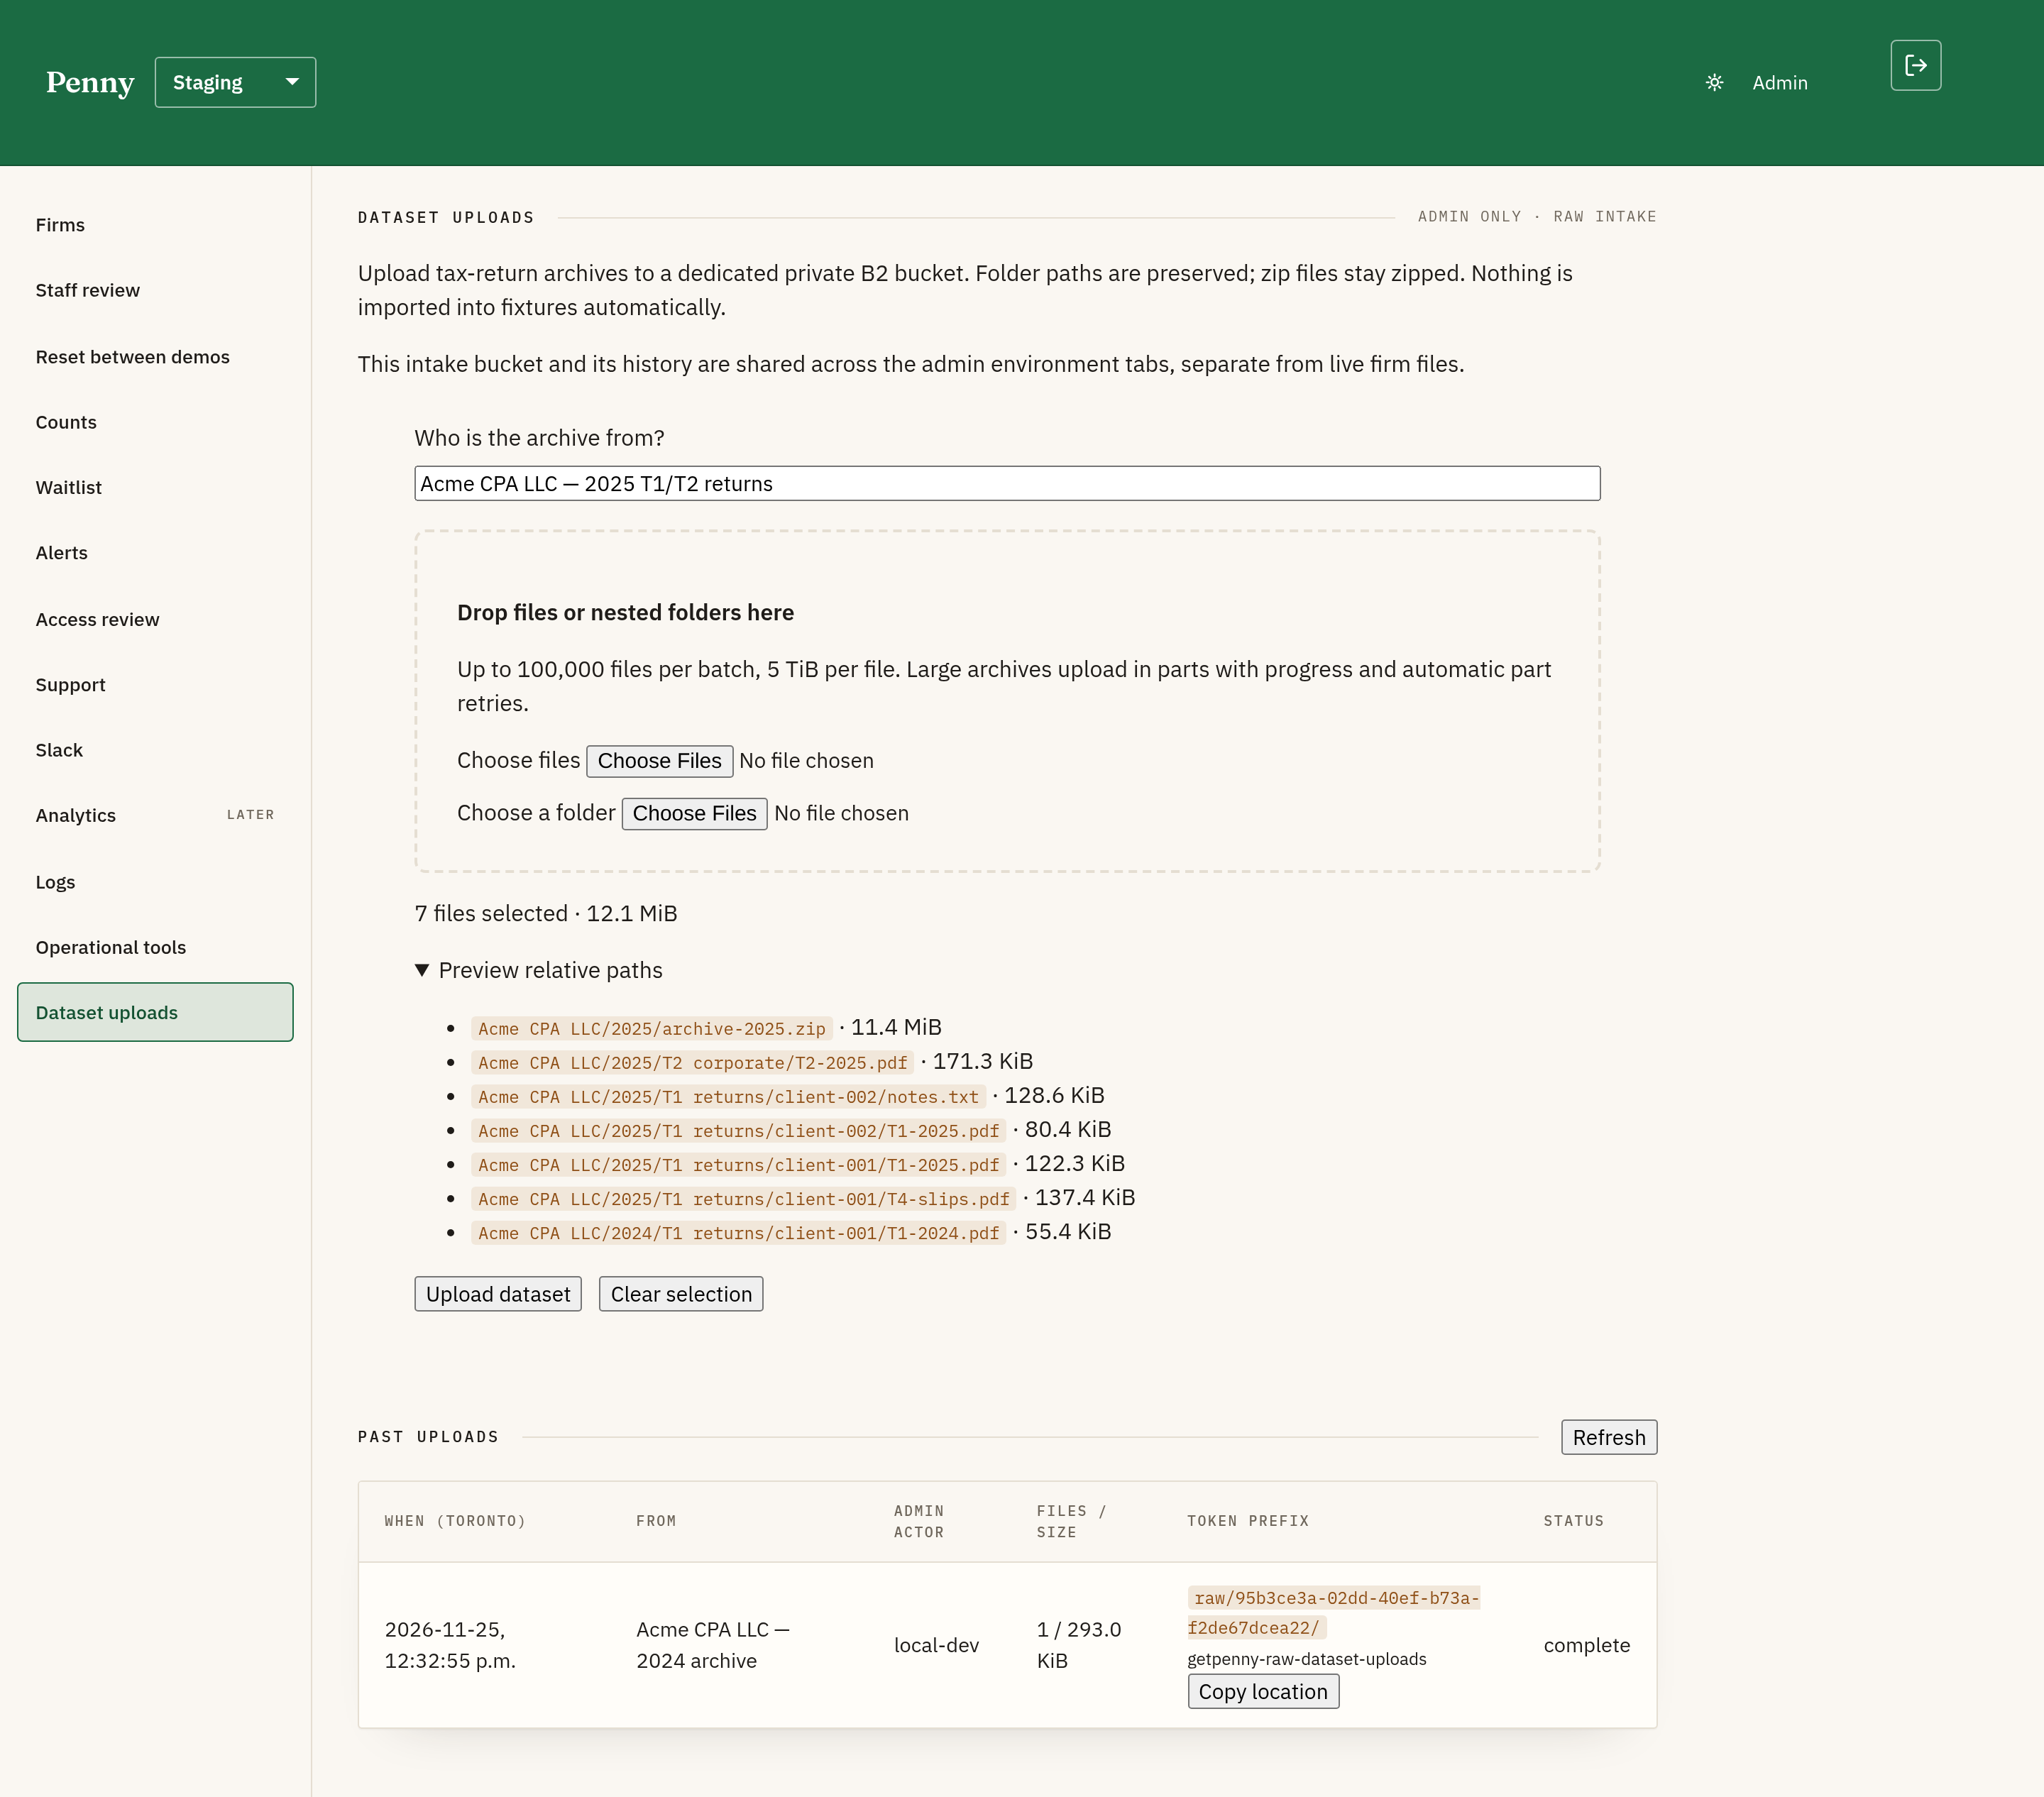 Penny
Staging
Admin
Firms
Staff review
Reset between demos
Counts
Waitlist
Alerts
Access review
Support
Slack
Analytics LATER
Logs
Operational tools
Dataset uploads
DATASET UPLOADS
ADMIN ONLY · RAW INTAKE
Upload tax-return archives to a dedicated private B2 bucket. Folder paths are preserved; zip files stay zipped. Nothing is
imported into fixtures automatically.
This intake bucket and its history are shared across the admin environment tabs, separate from live firm files.
Who is the archive from?
Acme CPA LLC — 2025 T1/T2 returns
Drop files or nested folders here
Up to 100,000 files per batch, 5 TiB per file. Large archives upload in parts with progress and automatic part
retries.
Choose files Choose Files No file chosen
Choose a folder Choose Files No file chosen
7 files selected · 12.1 MiB
▼ Preview relative paths
• Acme CPA LLC/2025/archive-2025.zip · 11.4 MiB
• Acme CPA LLC/2025/T2 corporate/T2-2025.pdf · 171.3 KiB
• Acme CPA LLC/2025/T1 returns/client-002/notes.txt · 128.6 KiB
• Acme CPA LLC/2025/T1 returns/client-002/T1-2025.pdf · 80.4 KiB
• Acme CPA LLC/2025/T1 returns/client-001/T1-2025.pdf · 122.3 KiB
• Acme CPA LLC/2025/T1 returns/client-001/T4-slips.pdf · 137.4 KiB
• Acme CPA LLC/2024/T1 returns/client-001/T1-2024.pdf · 55.4 KiB
Upload dataset Clear selection
PAST UPLOADS
Refresh
WHEN (TORONTO)
FROM
ADMIN
ACTOR
FILES /
SIZE
TOKEN PREFIX
STATUS
2026-11-25,
12:32:55 p.m.
Acme CPA LLC —
2024 archive
local-dev
1 / 293.0
KiB
raw/95b3ce3a-02dd-40ef-b73a-
f2de67dcea22/
getpenny-raw-dataset-uploads
Copy location
complete